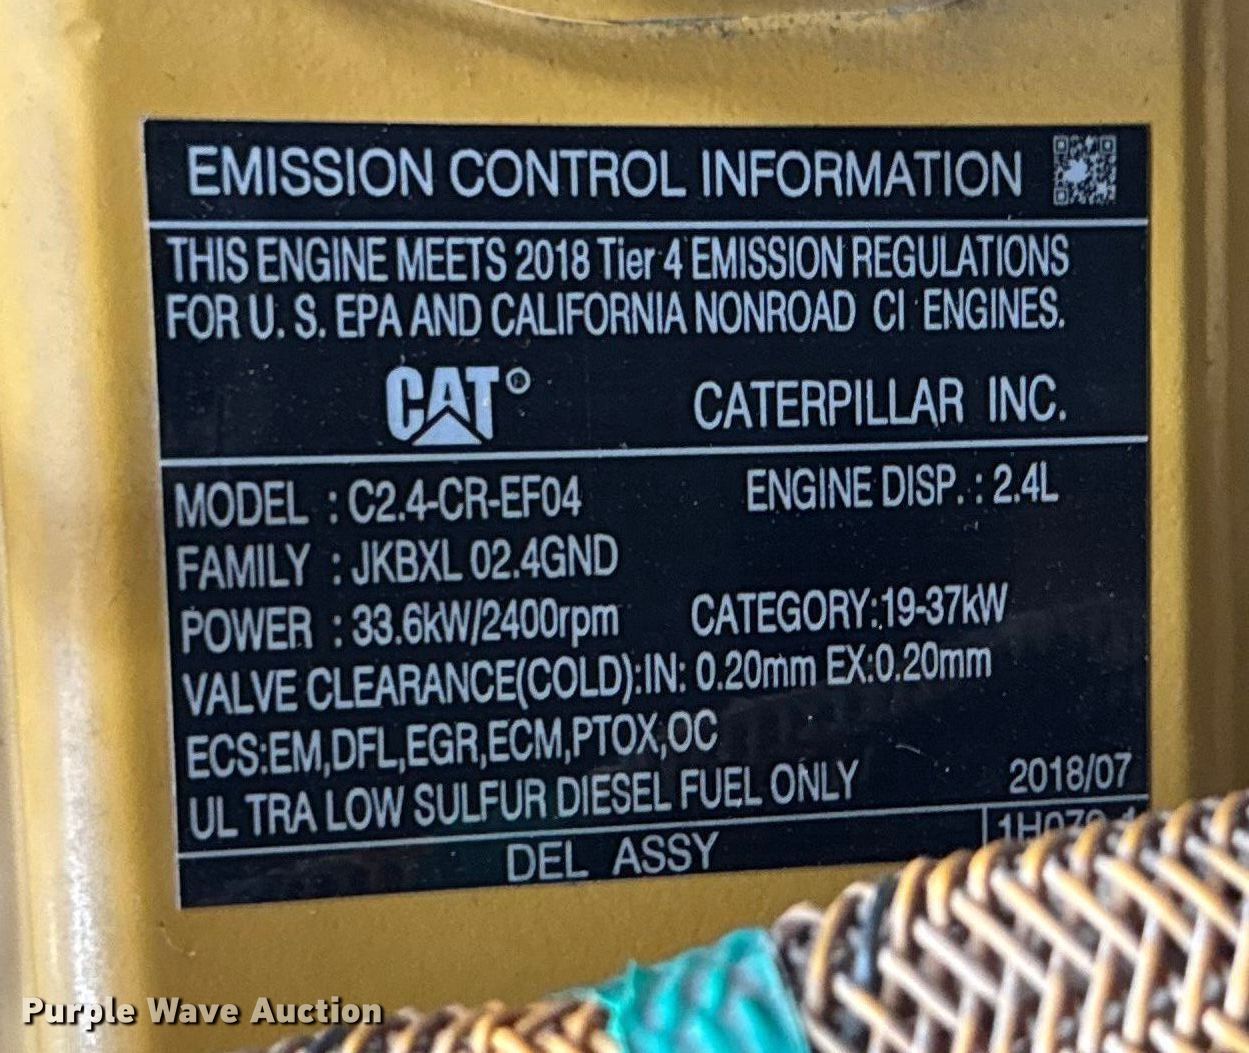 EMISSION CONTROL INFORMATION
THIS ENGINE MEETS 2018 Tier 4 EMISSION REGULATIONS
FOR U. S. EPA AND CALIFORNIA NONROAD CI ENGINES.
CAT® CATERPILLAR INC.
MODEL : C2.4-CR-EF04 ENGINE DISP. : 2.4L
FAMILY : JKBXL 02.4GND
POWER : 33.6kW/2400rpm CATEGORY:19-37kW
VALVE CLEARANCE(COLD):IN: 0.20mm EX:0.20mm
ECS:EM,DFL,EGR,ECM,PTOX,OC
UL TRA LOW SULFUR DIESEL FUEL ONLY 2018/07
DEL ASSY
Purple Wave Auction